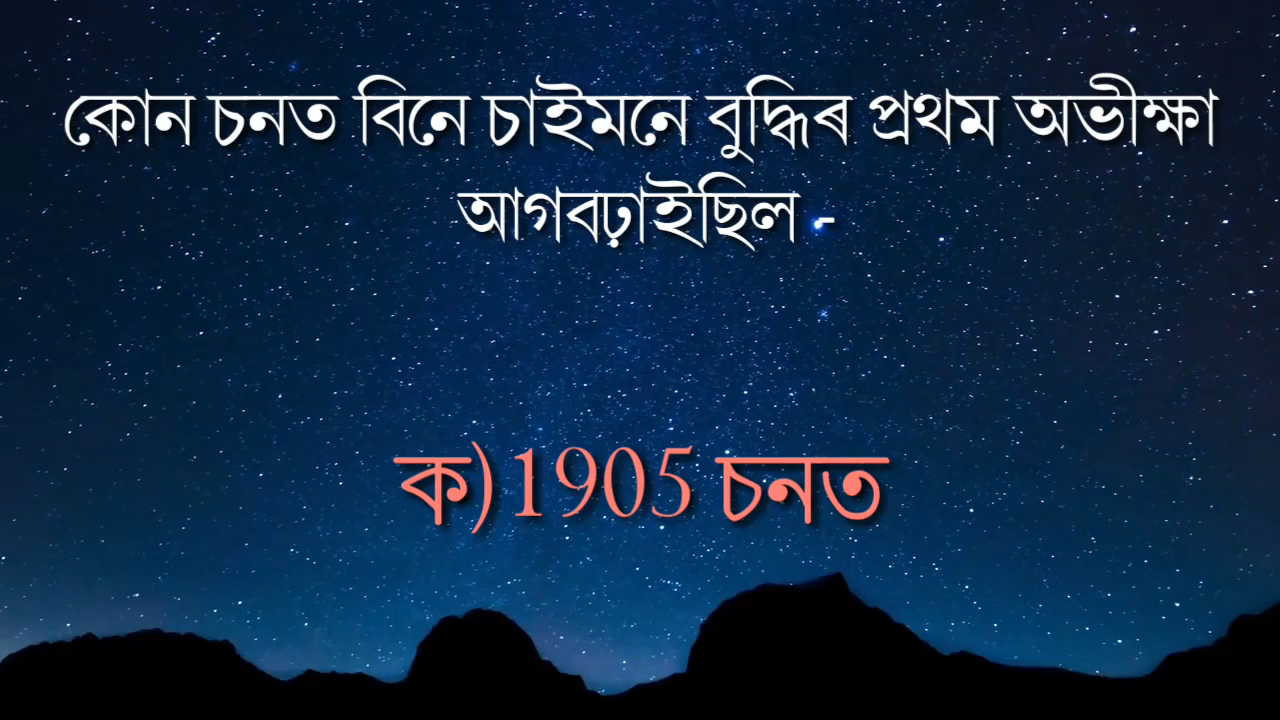 কোন চনত বিনে চাইমনে বুদ্ধিৰ প্ৰথম অভীক্ষা
আগবঢ়াইছিল -
ক)1905 চনত